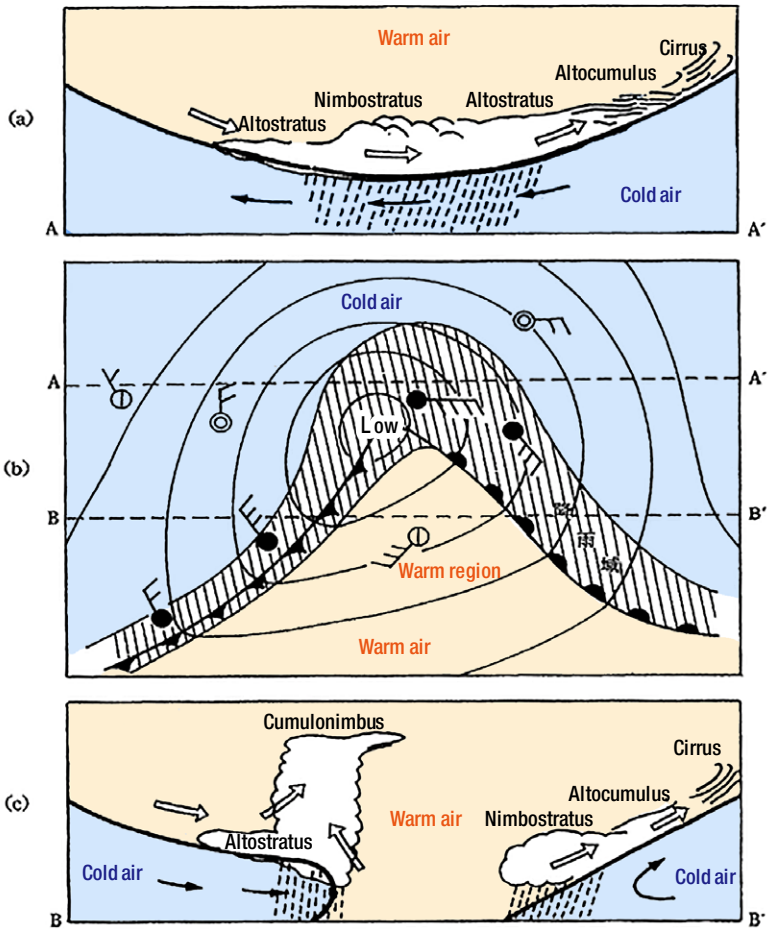 Warm air
Cirrus
Altocumulus
Nimbostratus
Altostratus
Altostratus
(a)
Cold air
A
A′
Cold air
A
A′
Low
(b)
B
B′
降
雨
域
Warm region
Warm air
Cumulonimbus
Cirrus
Altocumulus
(c)
Warm air
Nimbostratus
Altostratus
Cold air
Cold air
B
B′